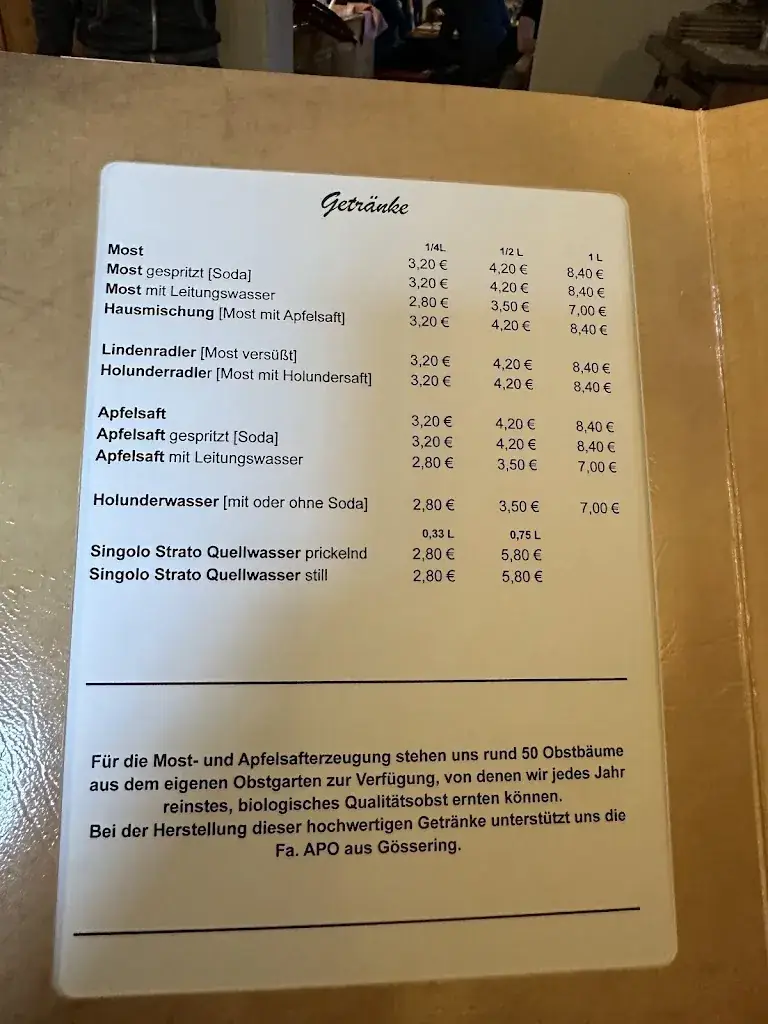 Getränke
1/4L 1/2 L 1 L
Most 3,20 € 4,20 € 8,40 €
Most gespritzt [Soda] 3,20 € 4,20 € 8,40 €
Most mit Leitungswasser 2,80 € 3,50 € 7,00 €
Hausmischung [Most mit Apfelsaft] 3,20 € 4,20 € 8,40 €
Lindenradler [Most versüßt] 3,20 € 4,20 € 8,40 €
Holunderradler [Most mit Holundersaft] 3,20 € 4,20 € 8,40 €
Apfelsaft 3,20 € 4,20 € 8,40 €
Apfelsaft gespritzt [Soda] 3,20 € 4,20 € 8,40 €
Apfelsaft mit Leitungswasser 2,80 € 3,50 € 7,00 €
Holunderwasser [mit oder ohne Soda] 2,80 € 3,50 € 7,00 €
0,33 L 0,75 L
Singolo Strato Quellwasser prickelnd 2,80 € 5,80 €
Singolo Strato Quellwasser still 2,80 € 5,80 €
Für die Most- und Apfelsafterzeugung stehen uns rund 50 Obstbäume
aus dem eigenen Obstgarten zur Verfügung, von denen wir jedes Jahr
reinstes, biologisches Qualitätsobst ernten können.
Bei der Herstellung dieser hochwertigen Getränke unterstützt uns die
Fa. APO aus Gössering.